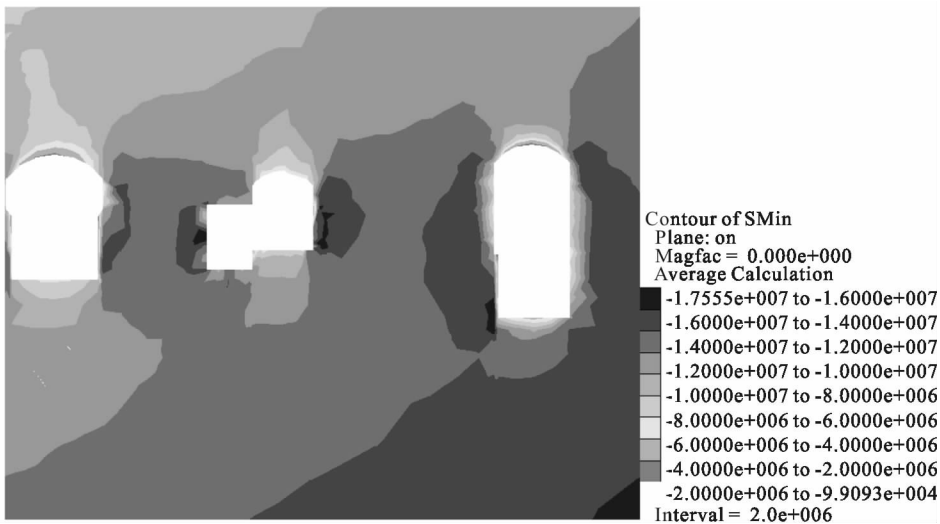 Contour of SMin
Plane: on
Magfac = 0.000e+000
Average Calculation
-1.7555e+007 to -1.6000e+007
-1.6000e+007 to -1.4000e+007
-1.4000e+007 to -1.2000e+007
-1.2000e+007 to -1.0000e+007
-1.0000e+007 to -8.0000e+006
-8.0000e+006 to -6.0000e+006
-6.0000e+006 to -4.0000e+006
-4.0000e+006 to -2.0000e+006
-2.0000e+006 to -9.9093e+004
Interval = 2.0e+006